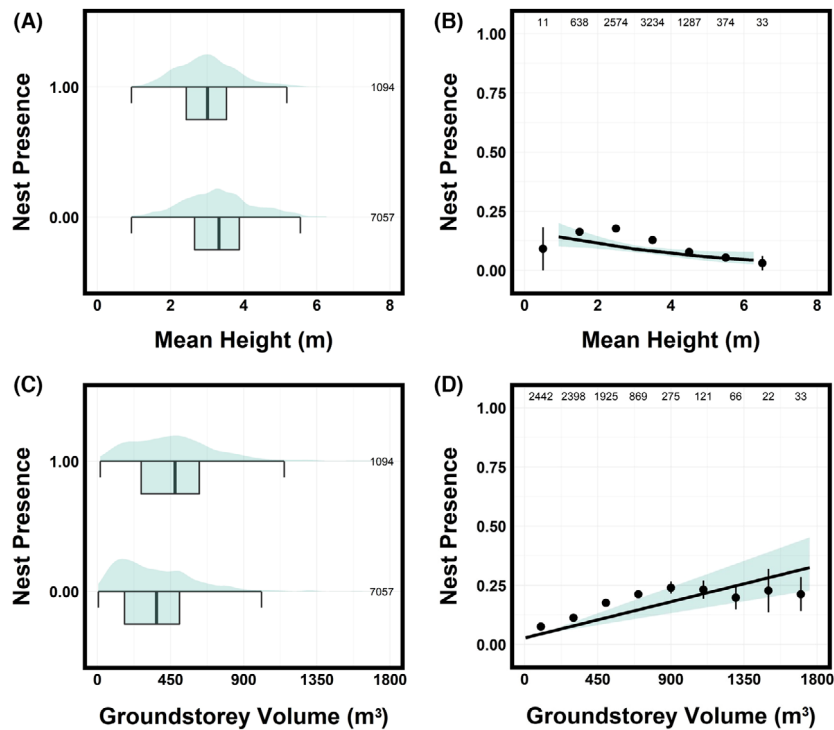 (A)
Nest Presence
1.00
0.00
1094
7057
0 2 4 6 8
Mean Height (m)
(B)
Nest Presence
11 638 2574 3234 1287 374 33
1.00
0.75
0.50
0.25
0.00
0 2 4 6 8
Mean Height (m)
(C)
Nest Presence
1.00
0.00
1094
7057
0 450 900 1350 1800
Groundstorey Volume (m³)
(D)
Nest Presence
2442 2398 1925 869 275 121 66 22 33
1.00
0.75
0.50
0.25
0.00
0 450 900 1350 1800
Groundstorey Volume (m³)